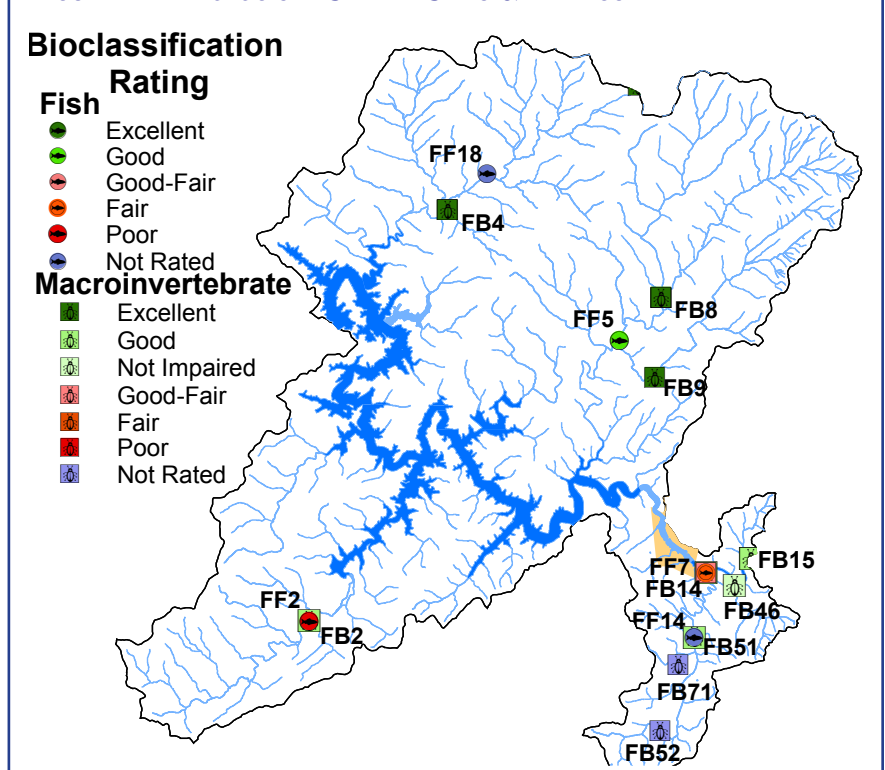 Bioclassification
Rating
Fish
Excellent
Good
Good-Fair
Fair
Poor
Not Rated
Macroinvertebrate
Excellent
Good
Not Impaired
Good-Fair
Fair
Poor
Not Rated
FF18
FB4
FB8
FF5
FB9
FB15
FF7
FB14
FB46
FF2
FB2
FF14
FB51
FB71
FB52